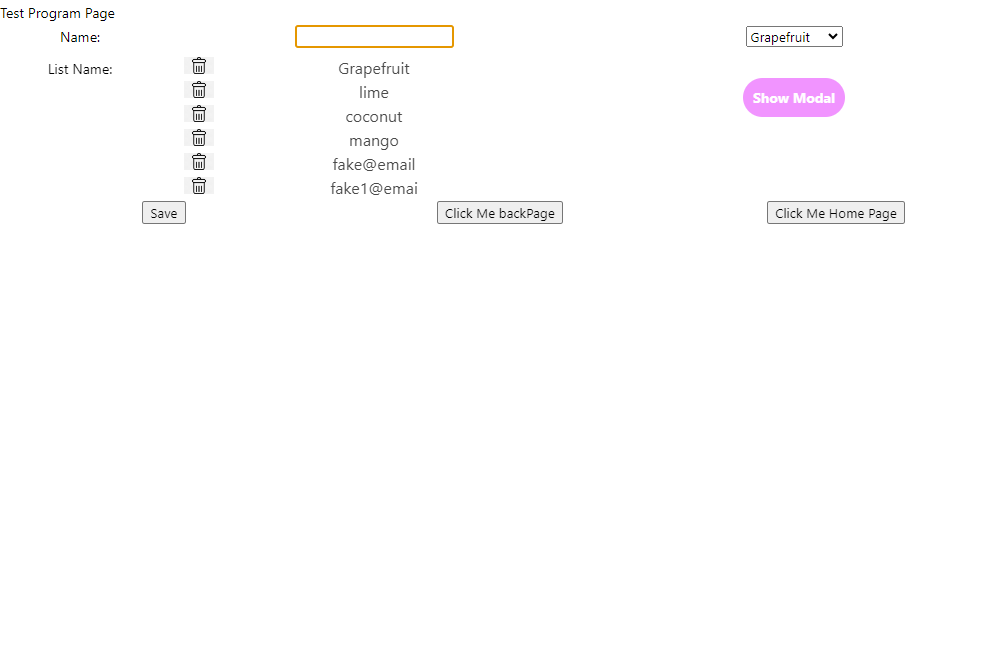 Test Program Page
Name:
Grapefruit
List Name:
Grapefruit
lime
Show Modal
coconut
mango
fake@email
fake1@emai
Save
Click Me backPage
Click Me Home Page